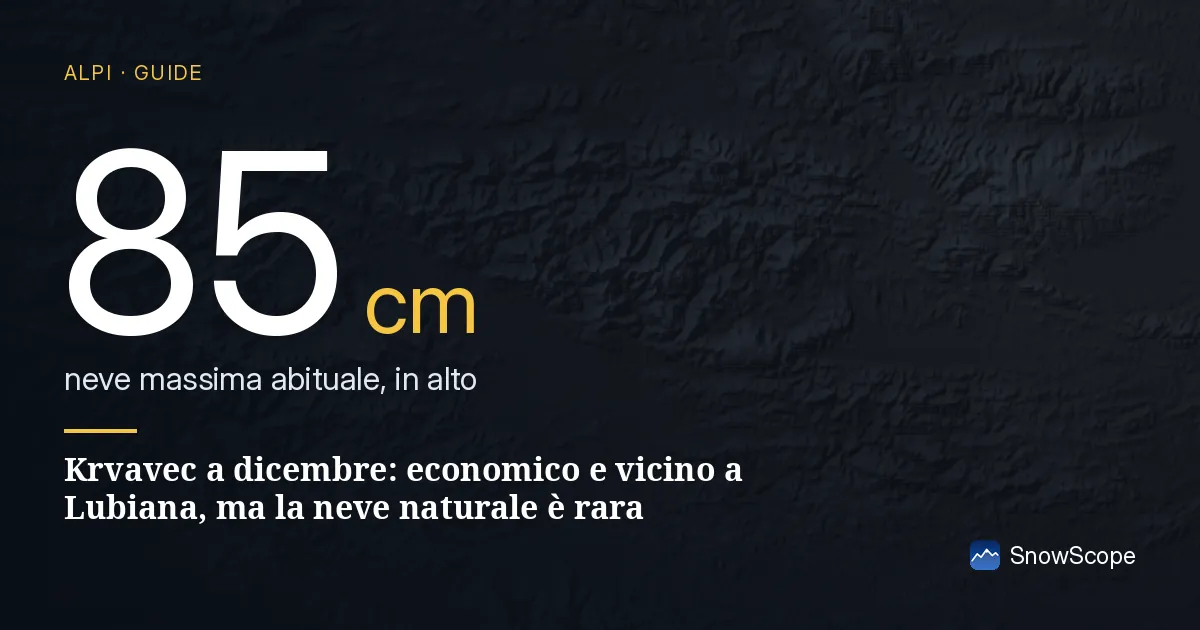 ALPI · GUIDE
85 cm
neve massima abituale, in alto
Krvavec a dicembre: economico e vicino a
Lubiana, ma la neve naturale è rara
SnowScope